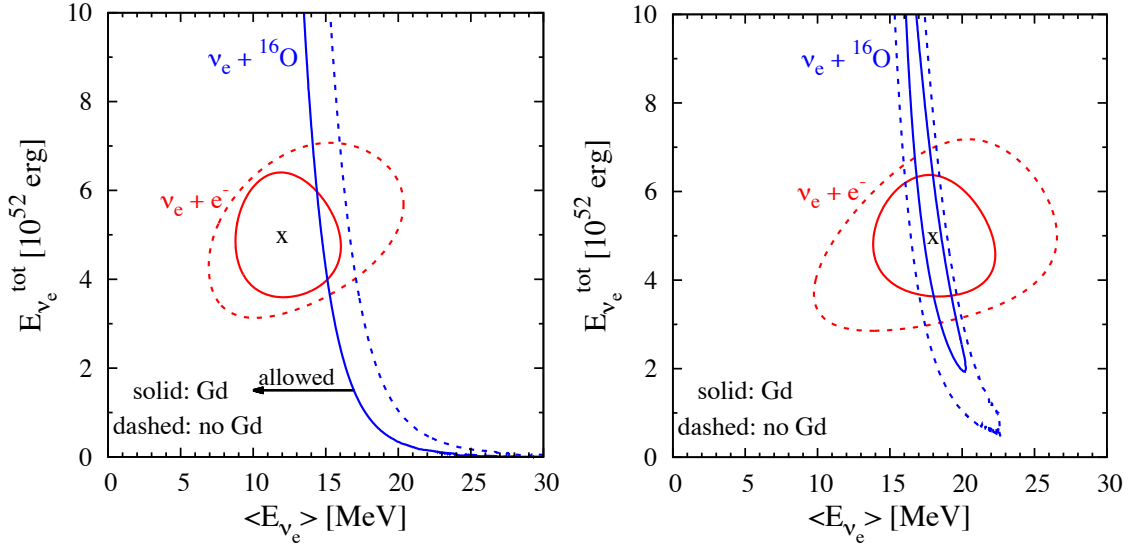 10
8
6
4
2
0
E_{ν_e}^{tot} [10^{52} erg]
ν_e + ^{16}O
ν_e + e^-
x
allowed
solid: Gd
dashed: no Gd
0 5 10 15 20 25 30
<E_{ν_e}> [MeV]
10
8
6
4
2
0
E_{ν_e}^{tot} [10^{52} erg]
ν_e + ^{16}O
ν_e + e^-
x
solid: Gd
dashed: no Gd
0 5 10 15 20 25 30
<E_{ν_e}> [MeV]